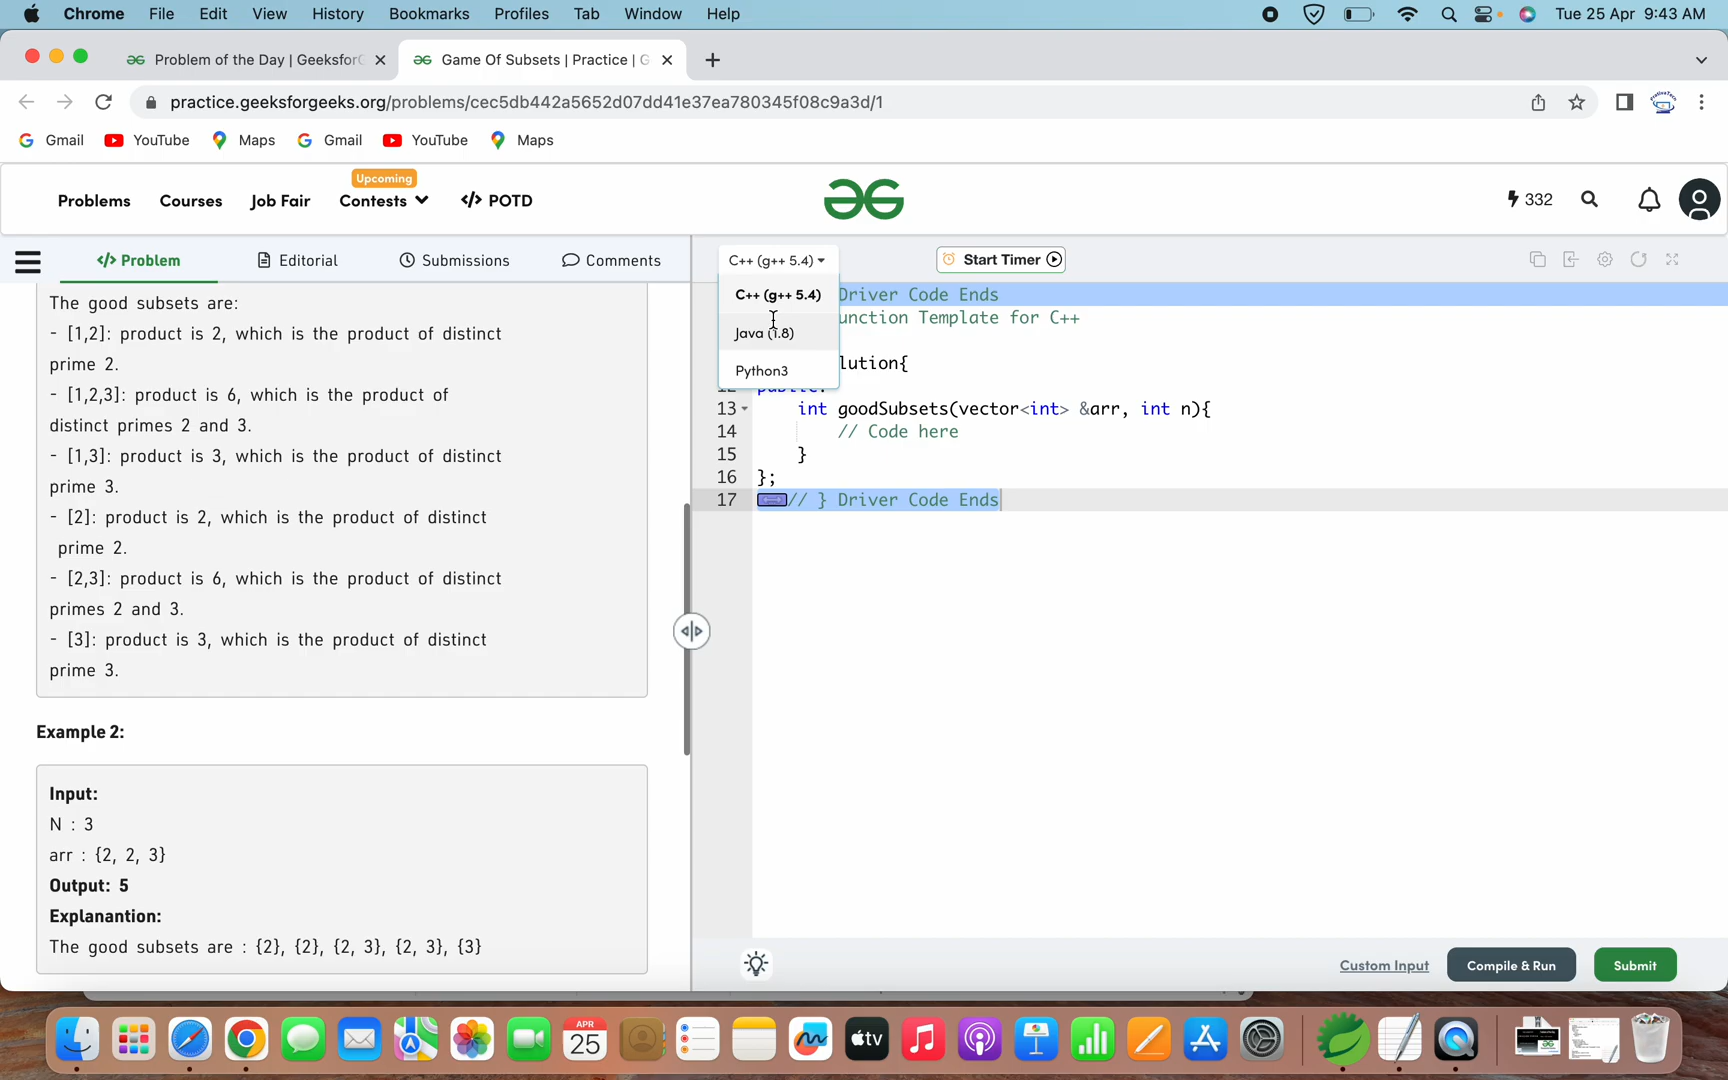 Chrome File Edit View History Bookmarks Profiles Tab Window Help Tue 25 Apr 9:43 AM
Problem of the Day | Geeksfor Game Of Subsets | Practice | G
practice.geeksforgeeks.org/problems/cec5db442a5652d07dd41e37ea780345f08c9a3d/1
Gmail YouTube Maps Gmail YouTube Maps
Upcoming
Problems Courses Job Fair Contests </> POTD 332
</> Problem Editorial Submissions Comments C++ (g++ 5.4) Start Timer
The good subsets are:
- [1,2]: product is 2, which is the product of distinct
prime 2.
- [1,2,3]: product is 6, which is the product of
distinct primes 2 and 3.
- [1,3]: product is 3, which is the product of distinct
prime 3.
- [2]: product is 2, which is the product of distinct
prime 2.
- [2,3]: product is 6, which is the product of distinct
primes 2 and 3.
- [3]: product is 3, which is the product of distinct
prime 3.
Example 2:
Input:
N : 3
arr : {2, 2, 3}
Output: 5
Explanantion:
The good subsets are : {2}, {2}, {2, 3}, {2, 3}, {3}
C++ (g++ 5.4)
Java (1.8)
Python3
Driver Code Ends
unction Template for C++
lution{
13 int goodSubsets(vector<int> &arr, int n){
14 // Code here
15 }
16 };
17 // } Driver Code Ends
Custom Input Compile & Run Submit
APR
25
tv